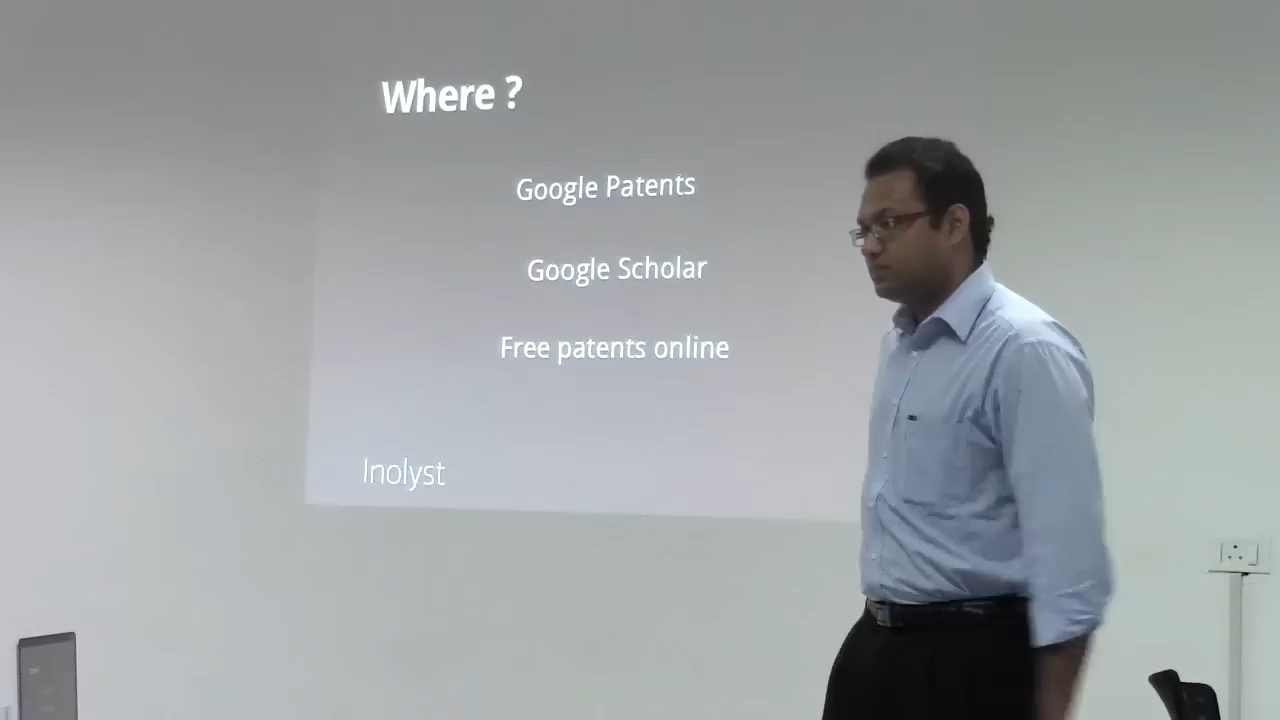 Where ?
Google Patents
Google Scholar
Free patents online
Inolyst